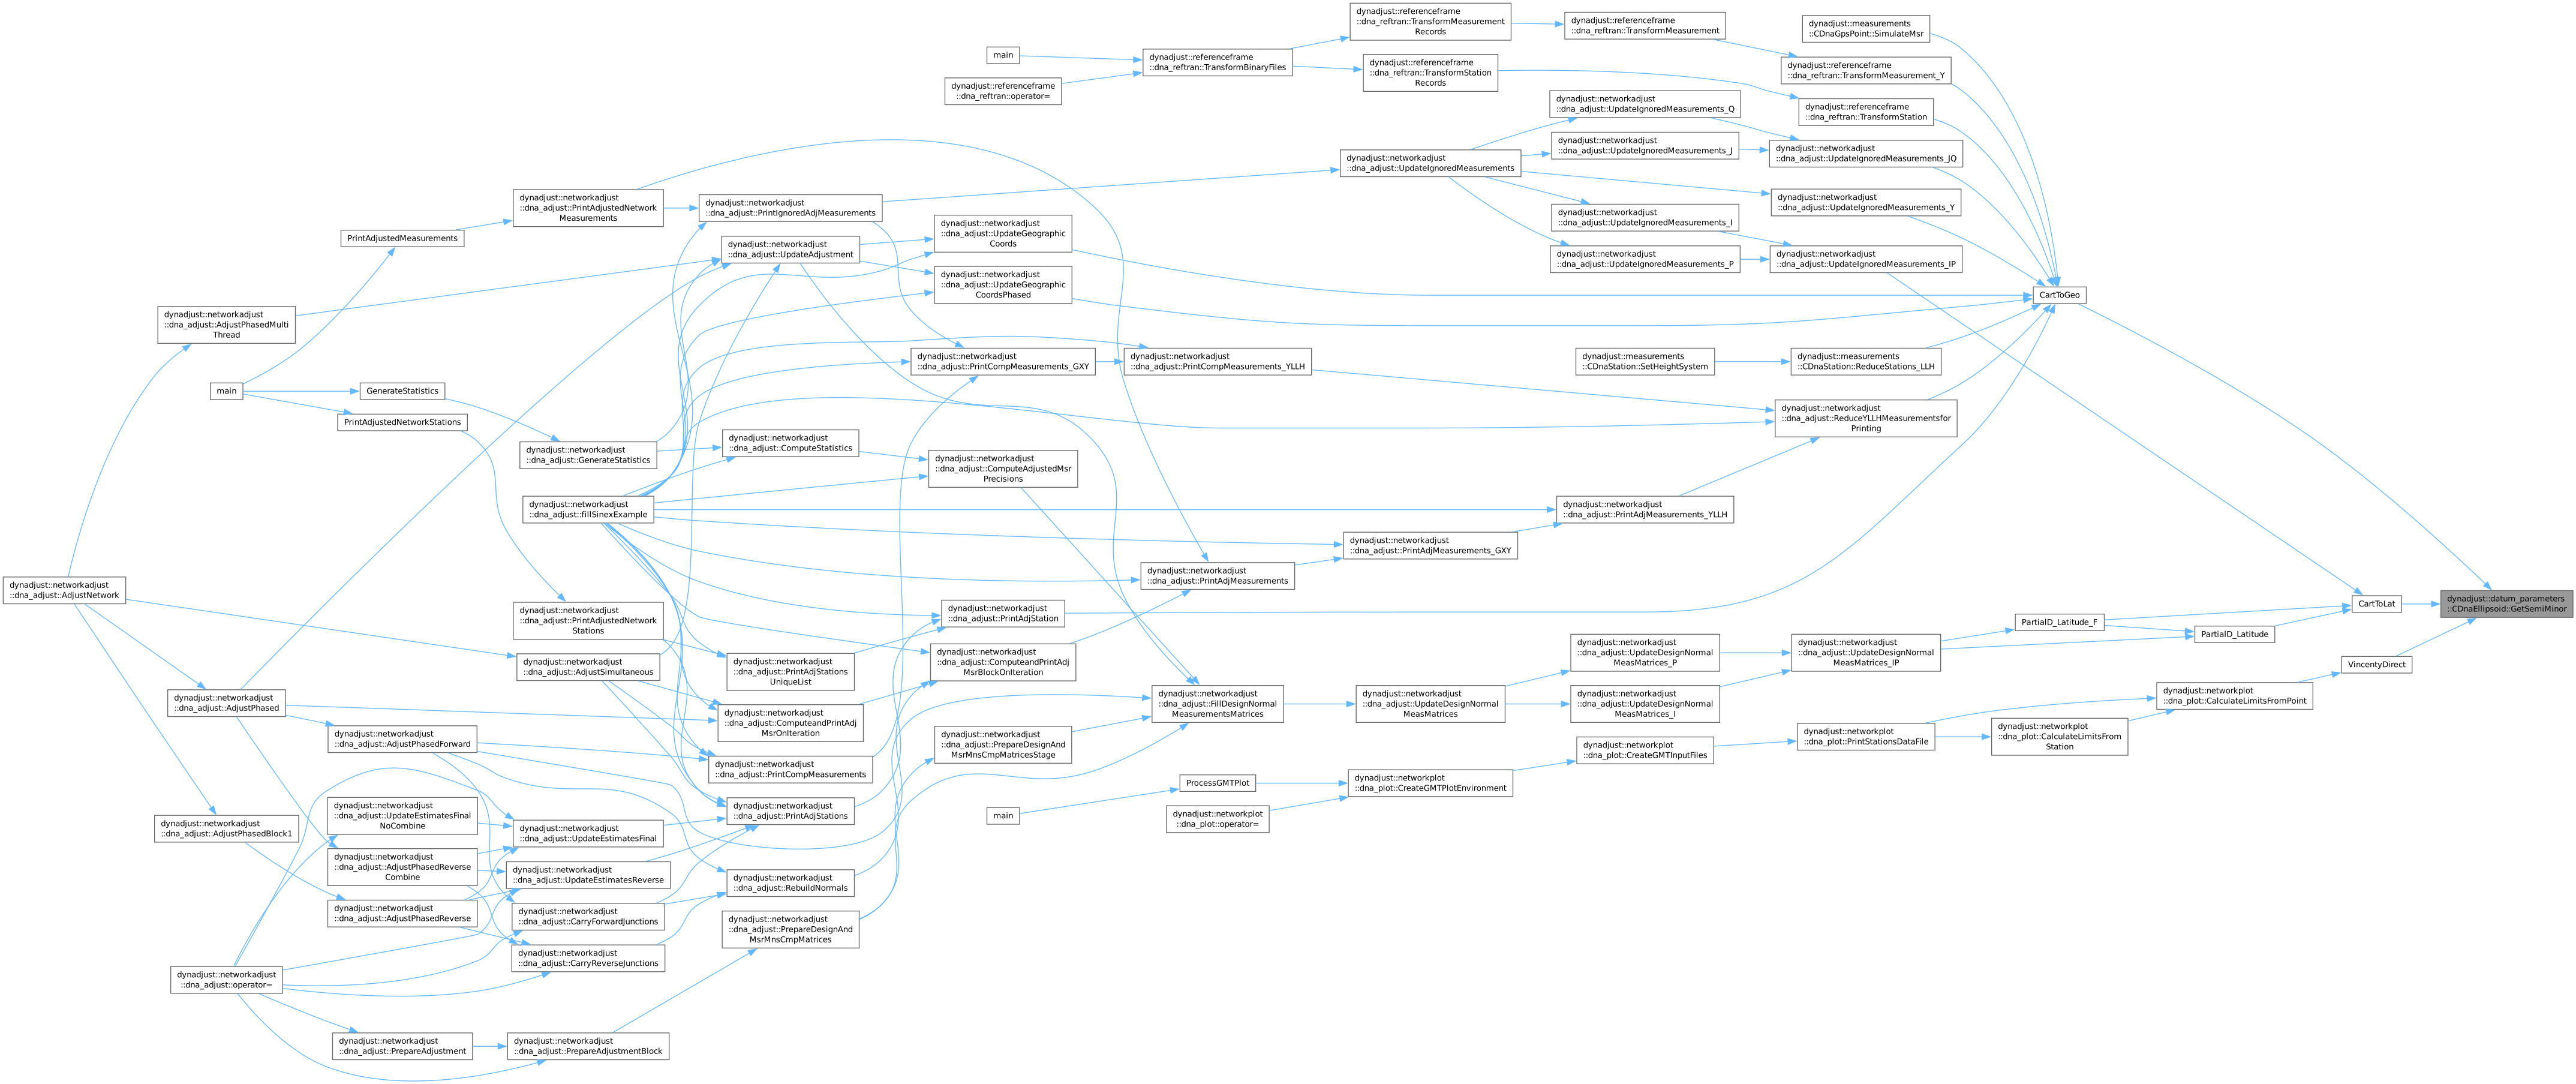 dynadjust::referenceframe
::dna_reftran::TransformMeasurement
Records
dynadjust::referenceframe
::dna_reftran::TransformMeasurement
dynadjust::measurements
::CDnaGpsPoint::SimulateMsr
main
dynadjust::referenceframe
::dna_reftran::TransformBinaryFiles
dynadjust::referenceframe
::dna_reftran::operator=
dynadjust::referenceframe
::dna_reftran::TransformStation
Records
dynadjust::referenceframe
::dna_reftran::TransformMeasurement_Y
dynadjust::networkadjust
::dna_adjust::UpdateIgnoredMeasurements_Q
dynadjust::referenceframe
::dna_reftran::TransformStation
dynadjust::networkadjust
::dna_adjust::UpdateIgnoredMeasurements_J
dynadjust::networkadjust
::dna_adjust::UpdateIgnoredMeasurements_JQ
dynadjust::networkadjust
::dna_adjust::UpdateIgnoredMeasurements
dynadjust::networkadjust
::dna_adjust::UpdateIgnoredMeasurements_Y
dynadjust::networkadjust
::dna_adjust::UpdateIgnoredMeasurements_I
dynadjust::networkadjust
::dna_adjust::UpdateIgnoredMeasurements_P
dynadjust::networkadjust
::dna_adjust::UpdateIgnoredMeasurements_IP
dynadjust::networkadjust
::dna_adjust::PrintAdjustedNetwork
Measurements
dynadjust::networkadjust
::dna_adjust::PrintIgnoredAdjMeasurements
PrintAdjustedMeasurements
dynadjust::networkadjust
::dna_adjust::UpdateAdjustment
dynadjust::networkadjust
::dna_adjust::UpdateGeographic
Coords
dynadjust::networkadjust
::dna_adjust::UpdateGeographic
CoordsPhased
CartToGeo
dynadjust::networkadjust
::dna_adjust::AdjustPhasedMulti
Thread
dynadjust::networkadjust
::dna_adjust::PrintCompMeasurements_GXY
dynadjust::networkadjust
::dna_adjust::PrintCompMeasurements_YLLH
dynadjust::measurements
::CDnaStation::SetHeightSystem
dynadjust::measurements
::CDnaStation::ReduceStations_LLH
main
GenerateStatistics
PrintAdjustedNetworkStations
dynadjust::networkadjust
::dna_adjust::ReduceYLLHMeasurementsfor
Printing
dynadjust::networkadjust
::dna_adjust::GenerateStatistics
dynadjust::networkadjust
::dna_adjust::ComputeStatistics
dynadjust::networkadjust
::dna_adjust::ComputeAdjustedMsr
Precisions
dynadjust::networkadjust
::dna_adjust::fillSinexExample
dynadjust::networkadjust
::dna_adjust::PrintAdjMeasurements_YLLH
dynadjust::networkadjust
::dna_adjust::PrintAdjMeasurements_GXY
dynadjust::networkadjust
::dna_adjust::PrintAdjMeasurements
dynadjust::networkadjust
::dna_adjust::AdjustNetwork
dynadjust::networkadjust
::dna_adjust::PrintAdjustedNetwork
Stations
dynadjust::networkadjust
::dna_adjust::PrintAdjStation
CartToLat
dynadjust::datum_parameters
::CDnaEllipsoid::GetSemiMinor
PartialD_Latitude_F
PartialD_Latitude
VincentyDirect
dynadjust::networkadjust
::dna_adjust::AdjustSimultaneous
dynadjust::networkadjust
::dna_adjust::PrintAdjStations
UniqueList
dynadjust::networkadjust
::dna_adjust::ComputeandPrintAdj
MsrBlockOnIteration
dynadjust::networkadjust
::dna_adjust::UpdateDesignNormal
MeasMatrices_P
dynadjust::networkadjust
::dna_adjust::UpdateDesignNormal
MeasMatrices_IP
dynadjust::networkadjust
::dna_adjust::AdjustPhased
dynadjust::networkadjust
::dna_adjust::ComputeandPrintAdj
MsrOnIteration
dynadjust::networkadjust
::dna_adjust::FillDesignNormal
MeasurementsMatrices
dynadjust::networkadjust
::dna_adjust::UpdateDesignNormal
MeasMatrices
dynadjust::networkadjust
::dna_adjust::UpdateDesignNormal
MeasMatrices_I
dynadjust::networkplot
::dna_plot::CalculateLimitsFromPoint
dynadjust::networkplot
::dna_plot::CalculateLimitsFrom
Station
dynadjust::networkplot
::dna_plot::PrintStationsDataFile
dynadjust::networkplot
::dna_plot::CreateGMTInputFiles
dynadjust::networkadjust
::dna_adjust::AdjustPhasedForward
dynadjust::networkadjust
::dna_adjust::PrepareDesignAnd
MsrMnsCmpMatricesStage
dynadjust::networkadjust
::dna_adjust::PrintCompMeasurements
ProcessGMTPlot
dynadjust::networkplot
::dna_plot::CreateGMTPlotEnvironment
main
dynadjust::networkplot
::dna_plot::operator=
dynadjust::networkadjust
::dna_adjust::UpdateEstimatesFinal
NoCombine
dynadjust::networkadjust
::dna_adjust::PrintAdjStations
dynadjust::networkadjust
::dna_adjust::AdjustPhasedBlock1
dynadjust::networkadjust
::dna_adjust::UpdateEstimatesFinal
dynadjust::networkadjust
::dna_adjust::AdjustPhasedReverse
Combine
dynadjust::networkadjust
::dna_adjust::UpdateEstimatesReverse
dynadjust::networkadjust
::dna_adjust::RebuildNormals
dynadjust::networkadjust
::dna_adjust::AdjustPhasedReverse
dynadjust::networkadjust
::dna_adjust::CarryForwardJunctions
dynadjust::networkadjust
::dna_adjust::PrepareDesignAnd
MsrMnsCmpMatrices
dynadjust::networkadjust
::dna_adjust::CarryReverseJunctions
dynadjust::networkadjust
::dna_adjust::operator=
dynadjust::networkadjust
::dna_adjust::PrepareAdjustment
dynadjust::networkadjust
::dna_adjust::PrepareAdjustmentBlock